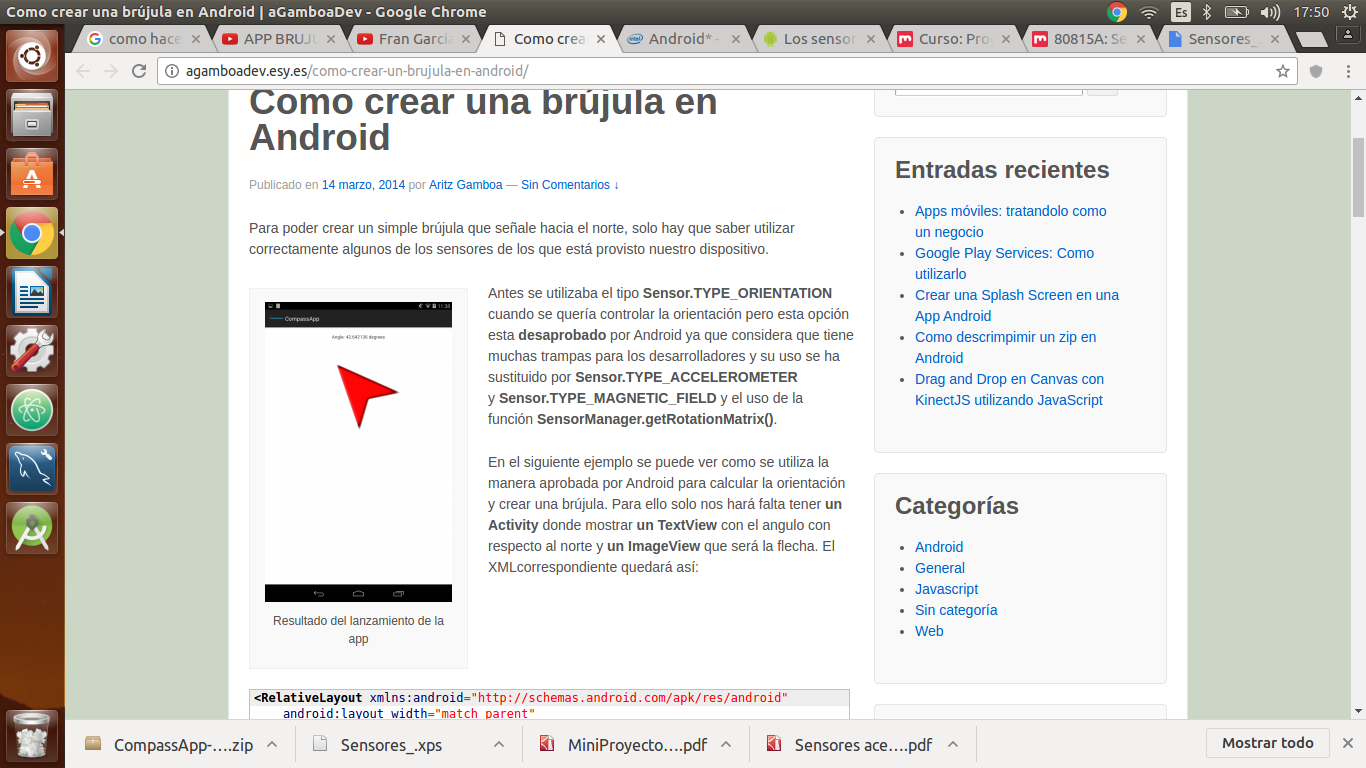 Como crear una brújula en Android | aGamboaDev - Google Chrome
Es
17:50
como hace
APP BRUJU
Fran Garcia
Como crea
Android* -
Los sensor
Curso: Pro
80815A: Se
Sensores_
agamboadev.esy.es/como-crear-un-brujula-en-android/
Como crear una brújula en
Android
Publicado en 14 marzo, 2014 por Aritz Gamboa — Sin Comentarios ↓
Para poder crear un simple brújula que señale hacia el norte, solo hay que saber utilizar
correctamente algunos de los sensores de los que está provisto nuestro dispositivo.
CompassApp
Angle: 42.642136 degrees
Resultado del lanzamiento de la
app
Antes se utilizaba el tipo Sensor.TYPE_ORIENTATION
cuando se quería controlar la orientación pero esta opción
esta desaprobado por Android ya que considera que tiene
muchas trampas para los desarrolladores y su uso se ha
sustituido por Sensor.TYPE_ACCELEROMETER
y Sensor.TYPE_MAGNETIC_FIELD y el uso de la
función SensorManager.getRotationMatrix().
En el siguiente ejemplo se puede ver como se utiliza la
manera aprobada por Android para calcular la orientación
y crear una brújula. Para ello solo nos hará falta tener un
Activity donde mostrar un TextView con el angulo con
respecto al norte y un ImageView que será la flecha. El
XMLcorrespondiente quedará así:
<RelativeLayout xmlns:android="http://schemas.android.com/apk/res/android"
android:layout_width="match_parent"
Entradas recientes
Apps móviles: tratandolo como
un negocio
Google Play Services: Como
utilizarlo
Crear una Splash Screen en una
App Android
Como descrimpimir un zip en
Android
Drag and Drop en Canvas con
KinectJS utilizando JavaScript
Categorías
Android
General
Javascript
Sin categoría
Web
CompassApp-....zip
Sensores_.xps
MiniProyecto....pdf
Sensores ace....pdf
Mostrar todo